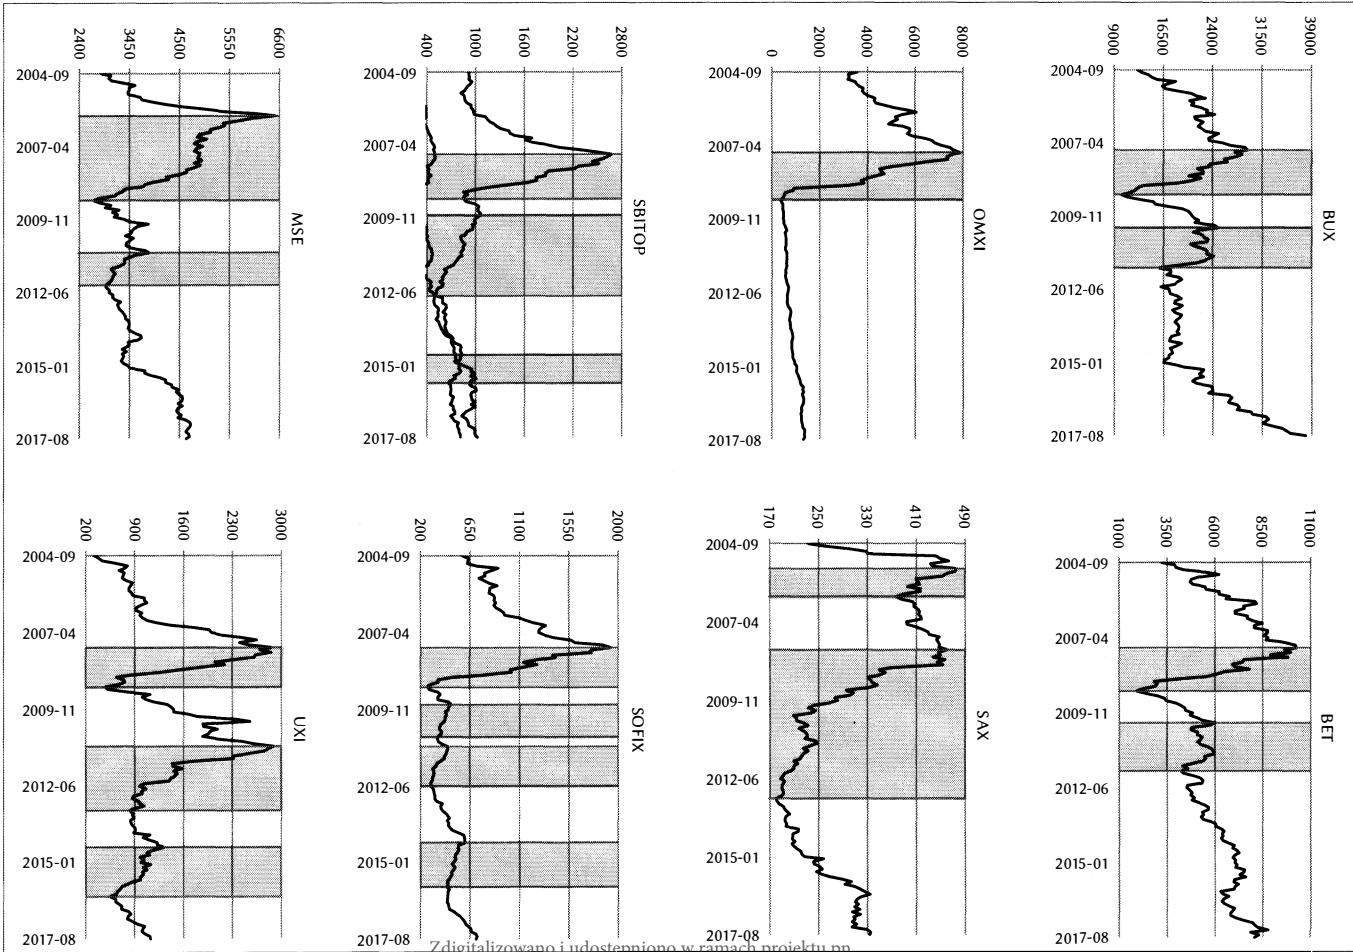 2400 3450 4500 5550 6600
2004-09
2007-04
2009-11
2012-06
2015-01
2017-08
MSE
400 1000 1600 2200 2800
2004-09
2007-04
2009-11
2012-06
2015-01
2017-08
SBITOP
0 2000 4000 6000 8000
2004-09
2007-04
2009-11
2012-06
2015-01
2017-08
OMXI
9000 16500 24000 31500 39000
2004-09
2007-04
2009-11
2012-06
2015-01
2017-08
BUX
200 900 1600 2300 3000
2004-09
2007-04
2009-11
2012-06
2015-01
2017-08
UXI
200 650 1100 1550 2000
2004-09
2007-04
2009-11
2012-06
2015-01
2017-08
SOFIX
170 250 330 410 490
2004-09
2007-04
2009-11
2012-06
2015-01
2017-08
SAX
1000 3500 6000 8500 11000
2004-09
2007-04
2009-11
2012-06
2015-01
2017-08
BET
Zdigitalizowano i udostępniono w ramach projektu pn